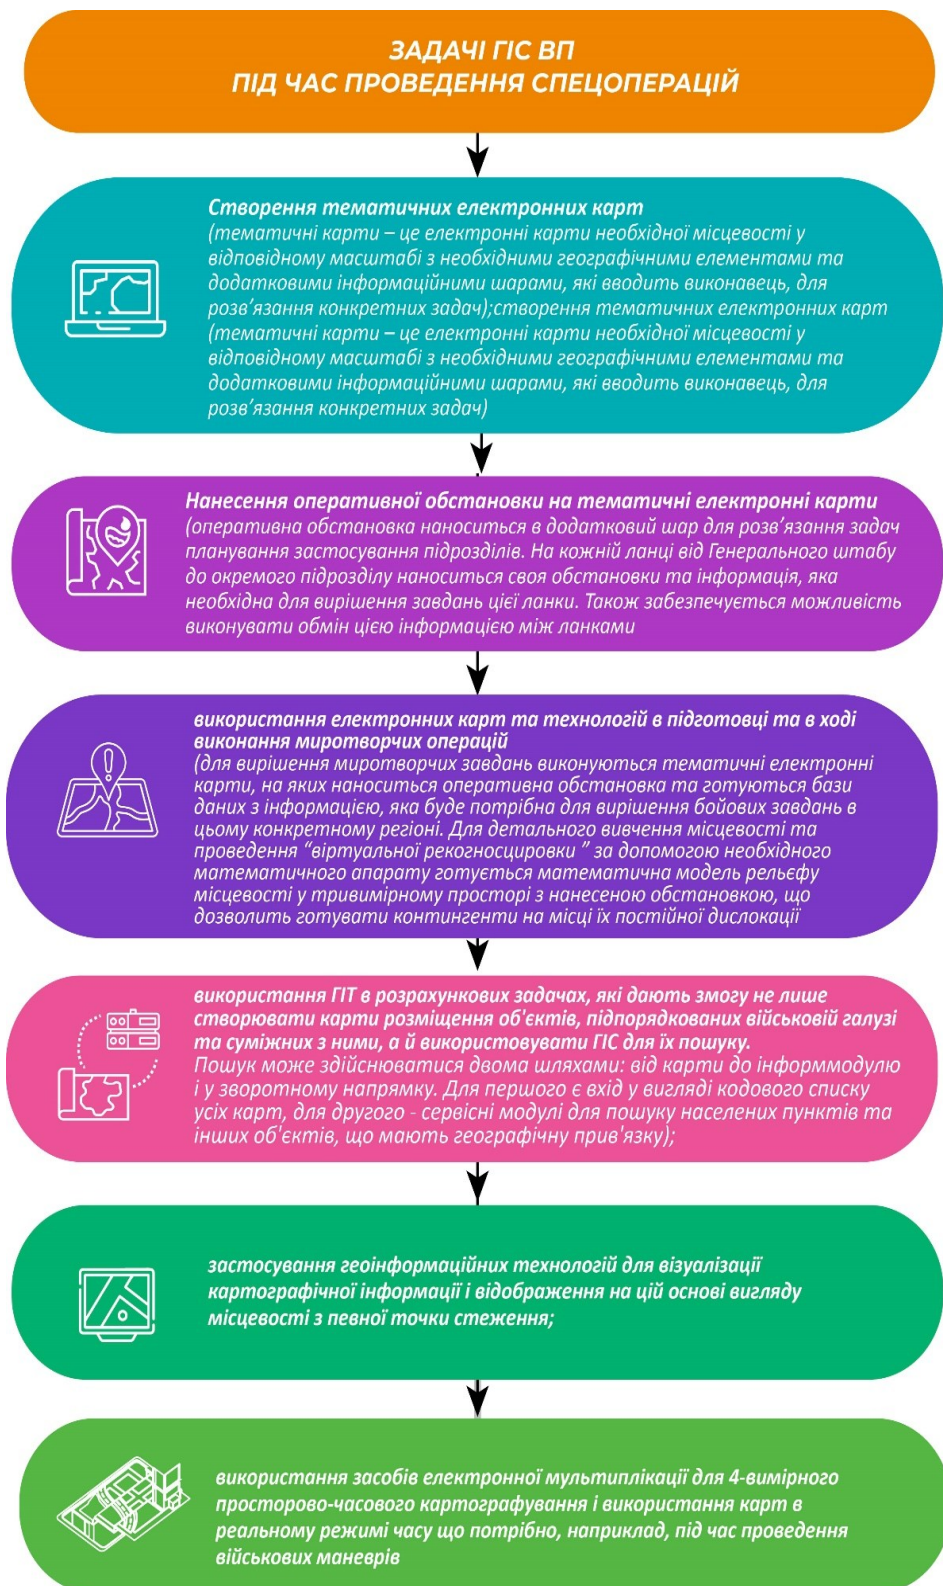 ЗАДАЧІ ГІС ВП
ПІД ЧАС ПРОВЕДЕННЯ СПЕЦОПЕРАЦІЙ
Створення тематичних електронних карт
(тематичні карти – це електронні карти необхідної місцевості у
відповідному масштабі з необхідними географічними елементами та
додатковими інформаційними шарами, які вводить виконавець, для
розв’язання конкретних задач);створення тематичних електронних карт
(тематичні карти – це електронні карти необхідної місцевості у
відповідному масштабі з необхідними географічними елементами та
додатковими інформаційними шарами, які вводить виконавець, для
розв’язання конкретних задач)
Нанесення оперативної обстановки на тематичні електронні карти
(оперативна обстановка наноситься в додатковий шар для розв’язання задач
планування застосування підрозділів. На кожній ланці від Генерального штабу
до окремого підрозділу наноситься своя обстановки та інформація, яка
необхідна для вирішення завдань цієї ланки. Також забезпечується можливість
виконувати обмін цією інформацією між ланками
використання електронних карт та технологій в підготовці та в ході
виконання миротворчих операцій
(для вирішення миротворчих завдань виконуються тематичні електронні
карти, на яких наноситься оперативна обстановка та готуються бази
даних з інформацією, яка буде потрібна для вирішення бойових завдань в
цьому конкретному регіоні. Для детального вивчення місцевості та
проведення “віртуальної рекогносцировки ” за допомогою необхідного
математичного апарату готується математична модель рельєфу
місцевості у тривимірному просторі з нанесеною обстановкою, що
дозволить готувати контингенти на місці їх постійної дислокації
використання ГІТ в розрахункових задачах, які дають змогу не лише
створювати карти розміщення об'єктів, підпорядкованих військовій галузі
та суміжних з ними, а й використовувати ГІС для їх пошуку.
Пошук може здійснюватися двома шляхами: від карти до інформмодулю
і у зворотному напрямку. Для першого є вхід у вигляді кодового списку
усіх карт, для другого - сервісні модулі для пошуку населених пунктів та
інших об'єктів, що мають географічну прив'язку);
застосування геоінформаційних технологій для візуалізації
картографічної інформації і відображення на цій основі вигляду
місцевості з певної точки стеження;
використання засобів електронної мультиплікації для 4-вимірного
просторово-часового картографування і використання карт в
реальному режимі часу що потрібно, наприклад, під час проведення
військових маневрів